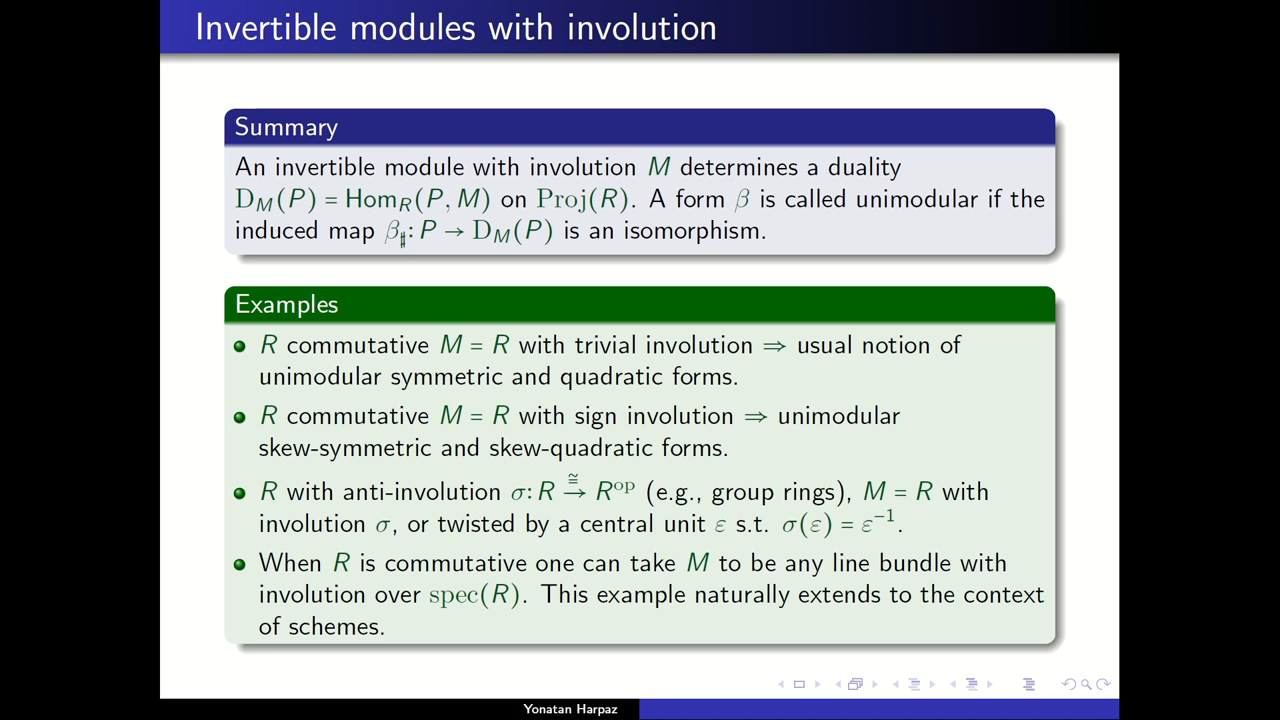 Invertible modules with involution
Summary
An invertible module with involution M determines a duality
D_M(P) = Hom_R(P, M) on Proj(R). A form β is called unimodular if the
induced map β_♯: P → D_M(P) is an isomorphism.
Examples
R commutative M = R with trivial involution ⇒ usual notion of
unimodular symmetric and quadratic forms.
R commutative M = R with sign involution ⇒ unimodular
skew-symmetric and skew-quadratic forms.
R with anti-involution σ: R ≅→ R^op (e.g., group rings), M = R with
involution σ, or twisted by a central unit ε s.t. σ(ε) = ε^−1.
When R is commutative one can take M to be any line bundle with
involution over spec(R). This example naturally extends to the context
of schemes.
Yonatan Harpaz